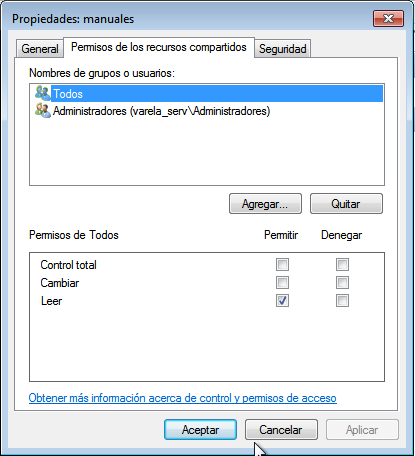 Propiedades: manuales
General Permisos de los recursos compartidos Seguridad
Nombres de grupos o usuarios:
Todos
Administradores (varela_serv\Administradores)
Agregar... Quitar
Permisos de Todos Permitir Denegar
Control total
Cambiar
Leer
Obtener más información acerca de control y permisos de acceso
Aceptar Cancelar Aplicar